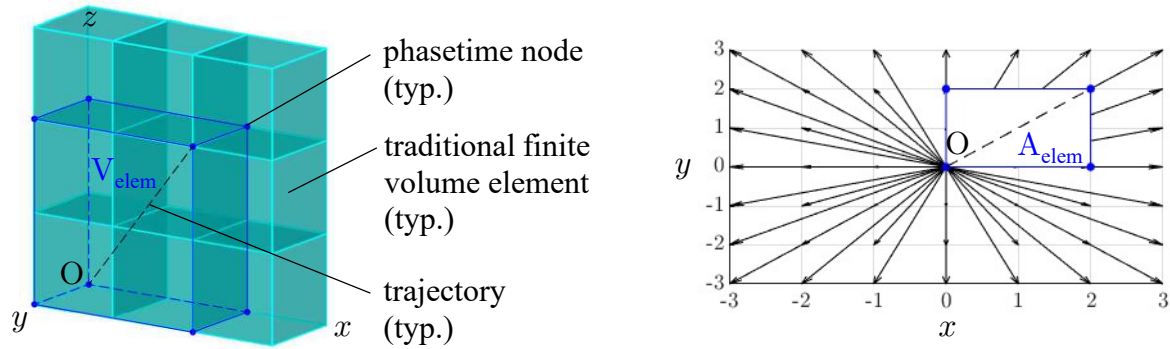 z
phasetime node
(typ.)
V_elem
traditional finite
volume element
(typ.)
O
trajectory
(typ.)
y
x
3
2
1
0
-1
-2
-3
y
O
A_elem
-3
-2
-1
0
1
2
3
x